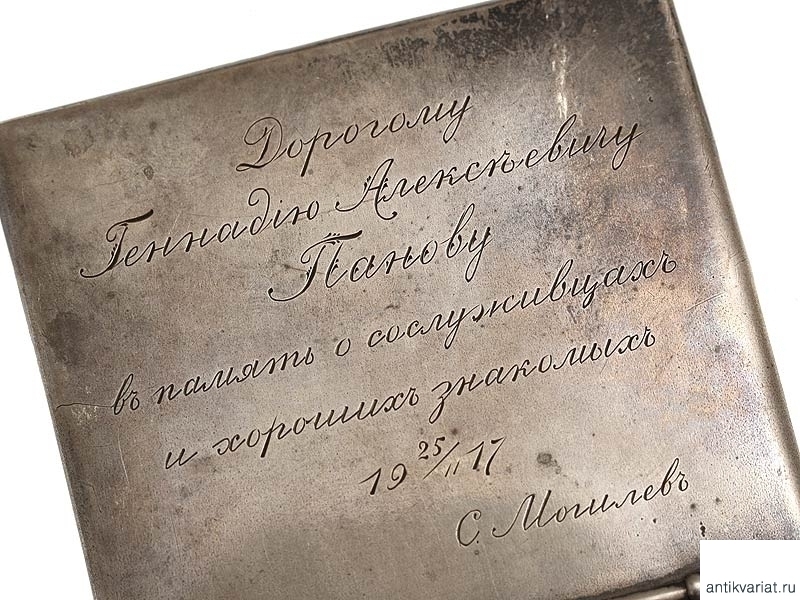 Дорогому
Геннадію Алексѣевичу
Панову
въ память о сослуживцахъ
и хорошихъ знакомыхъ
19 25/II 17
С. Могилевъ
antikvariat.ru